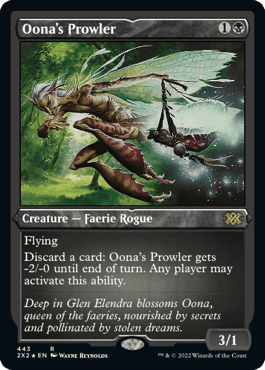 Oona's Prowler 1
Creature — Faerie Rogue
Flying
Discard a card: Oona's Prowler gets
-2/-0 until end of turn. Any player may
activate this ability.
Deep in Glen Elendra blossoms Oona,
queen of the faeries, nourished by secrets
and pollinated by stolen dreams.
3/1
443 R
2X2 ★ EN Wayne Reynolds
™ & © 2022 Wizards of the Coast